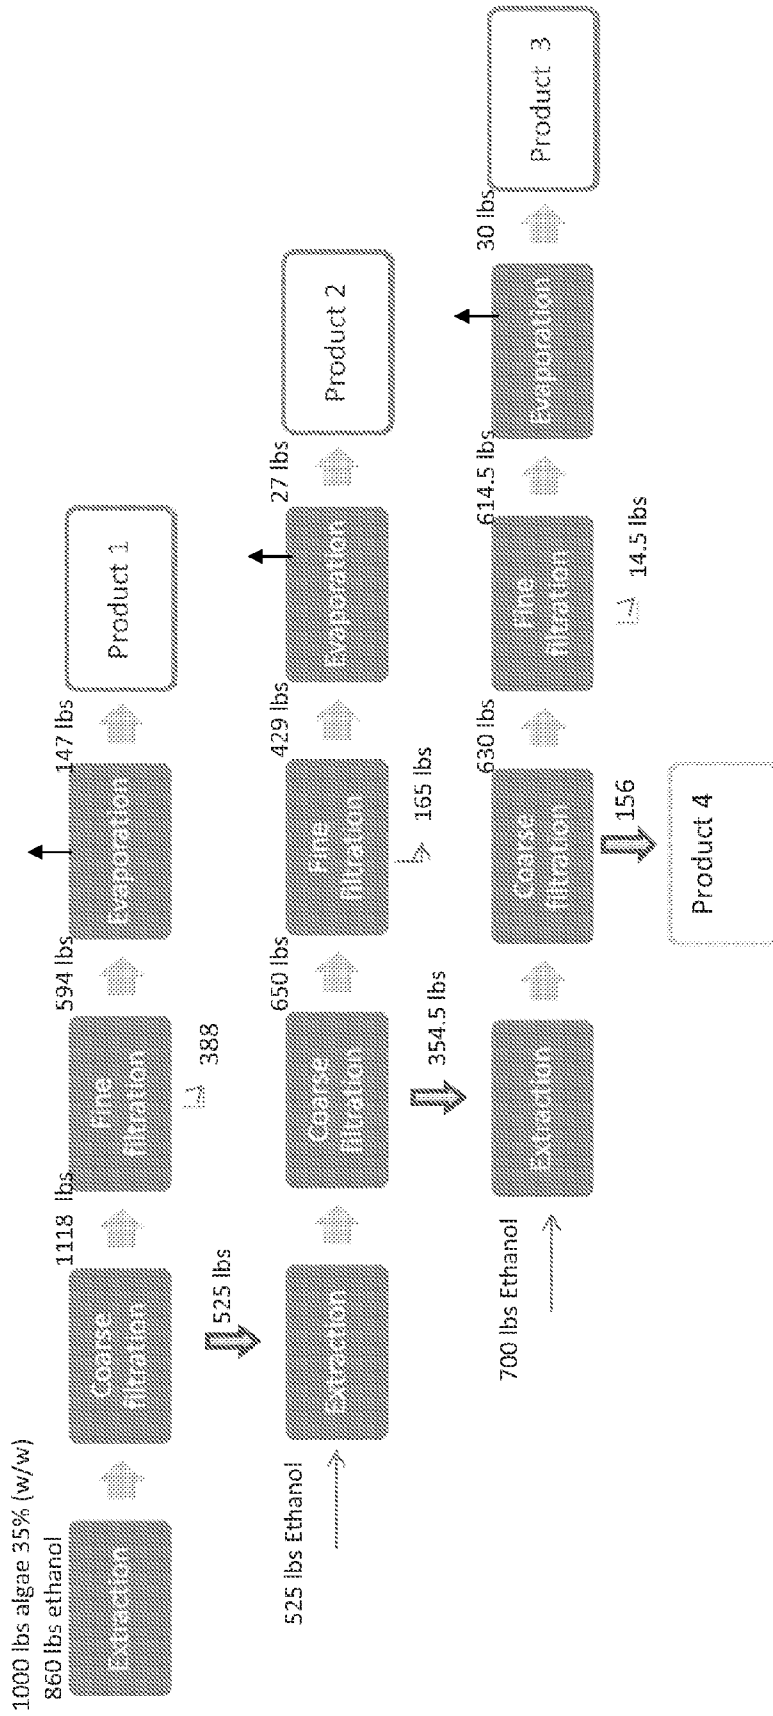 1000 lbs algae 35% (w/w)
860 lbs ethanol
Extraction
Coarse
filtration
1118 lbs
Fine
filtration
388
594 lbs
Evaporation
147 lbs
Product 1
525 lbs
525 lbs Ethanol
Extraction
Coarse
filtration
650 lbs
Fine
filtration
165 lbs
429 lbs
Evaporation
27 lbs
Product 2
354.5 lbs
700 lbs Ethanol
Extraction
Coarse
filtration
156
Product 4
630 lbs
Fine
filtration
14.5 lbs
614.5 lbs
Evaporation
30 lbs
Product 3